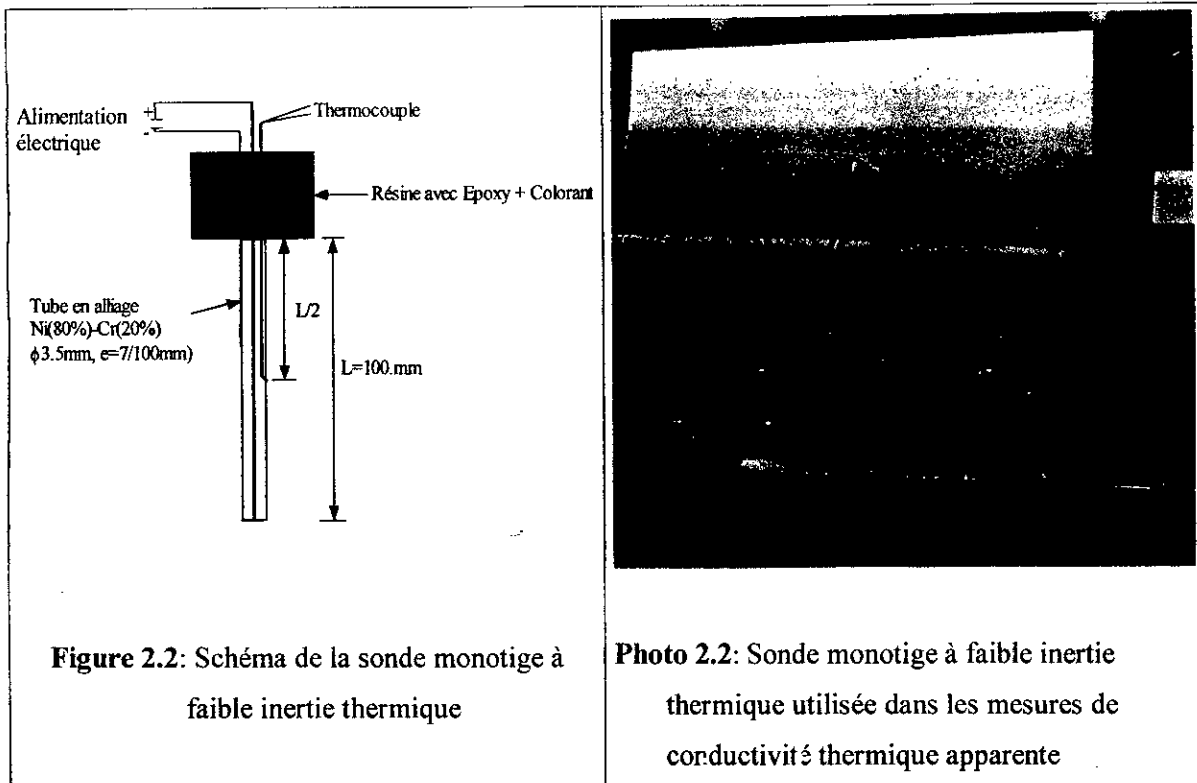 Alimentation
électrique
+
-
Thermocouple
Résine avec Epoxy + Colorant
Tube en alliage
Ni(80%)-Cr(20%)
ϕ3.5mm, e=7/100mm)
L/2
L=100.mm
Figure 2.2: Schéma de la sonde monotige à
faible inertie thermique
Photo 2.2: Sonde monotige à faible inertie
thermique utilisée dans les mesures de
conductivité thermique apparente